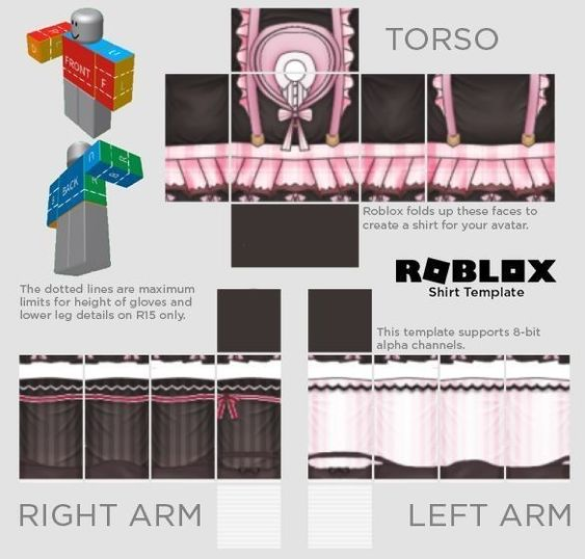 TORSO
FRONT F L
BACK
Roblox folds up these faces to
create a shirt for your avatar.
ROBLOX
Shirt Template
The dotted lines are maximum
limits for height of gloves and
lower leg details on R15 only.
This template supports 8-bit
alpha channels.
RIGHT ARM
LEFT ARM